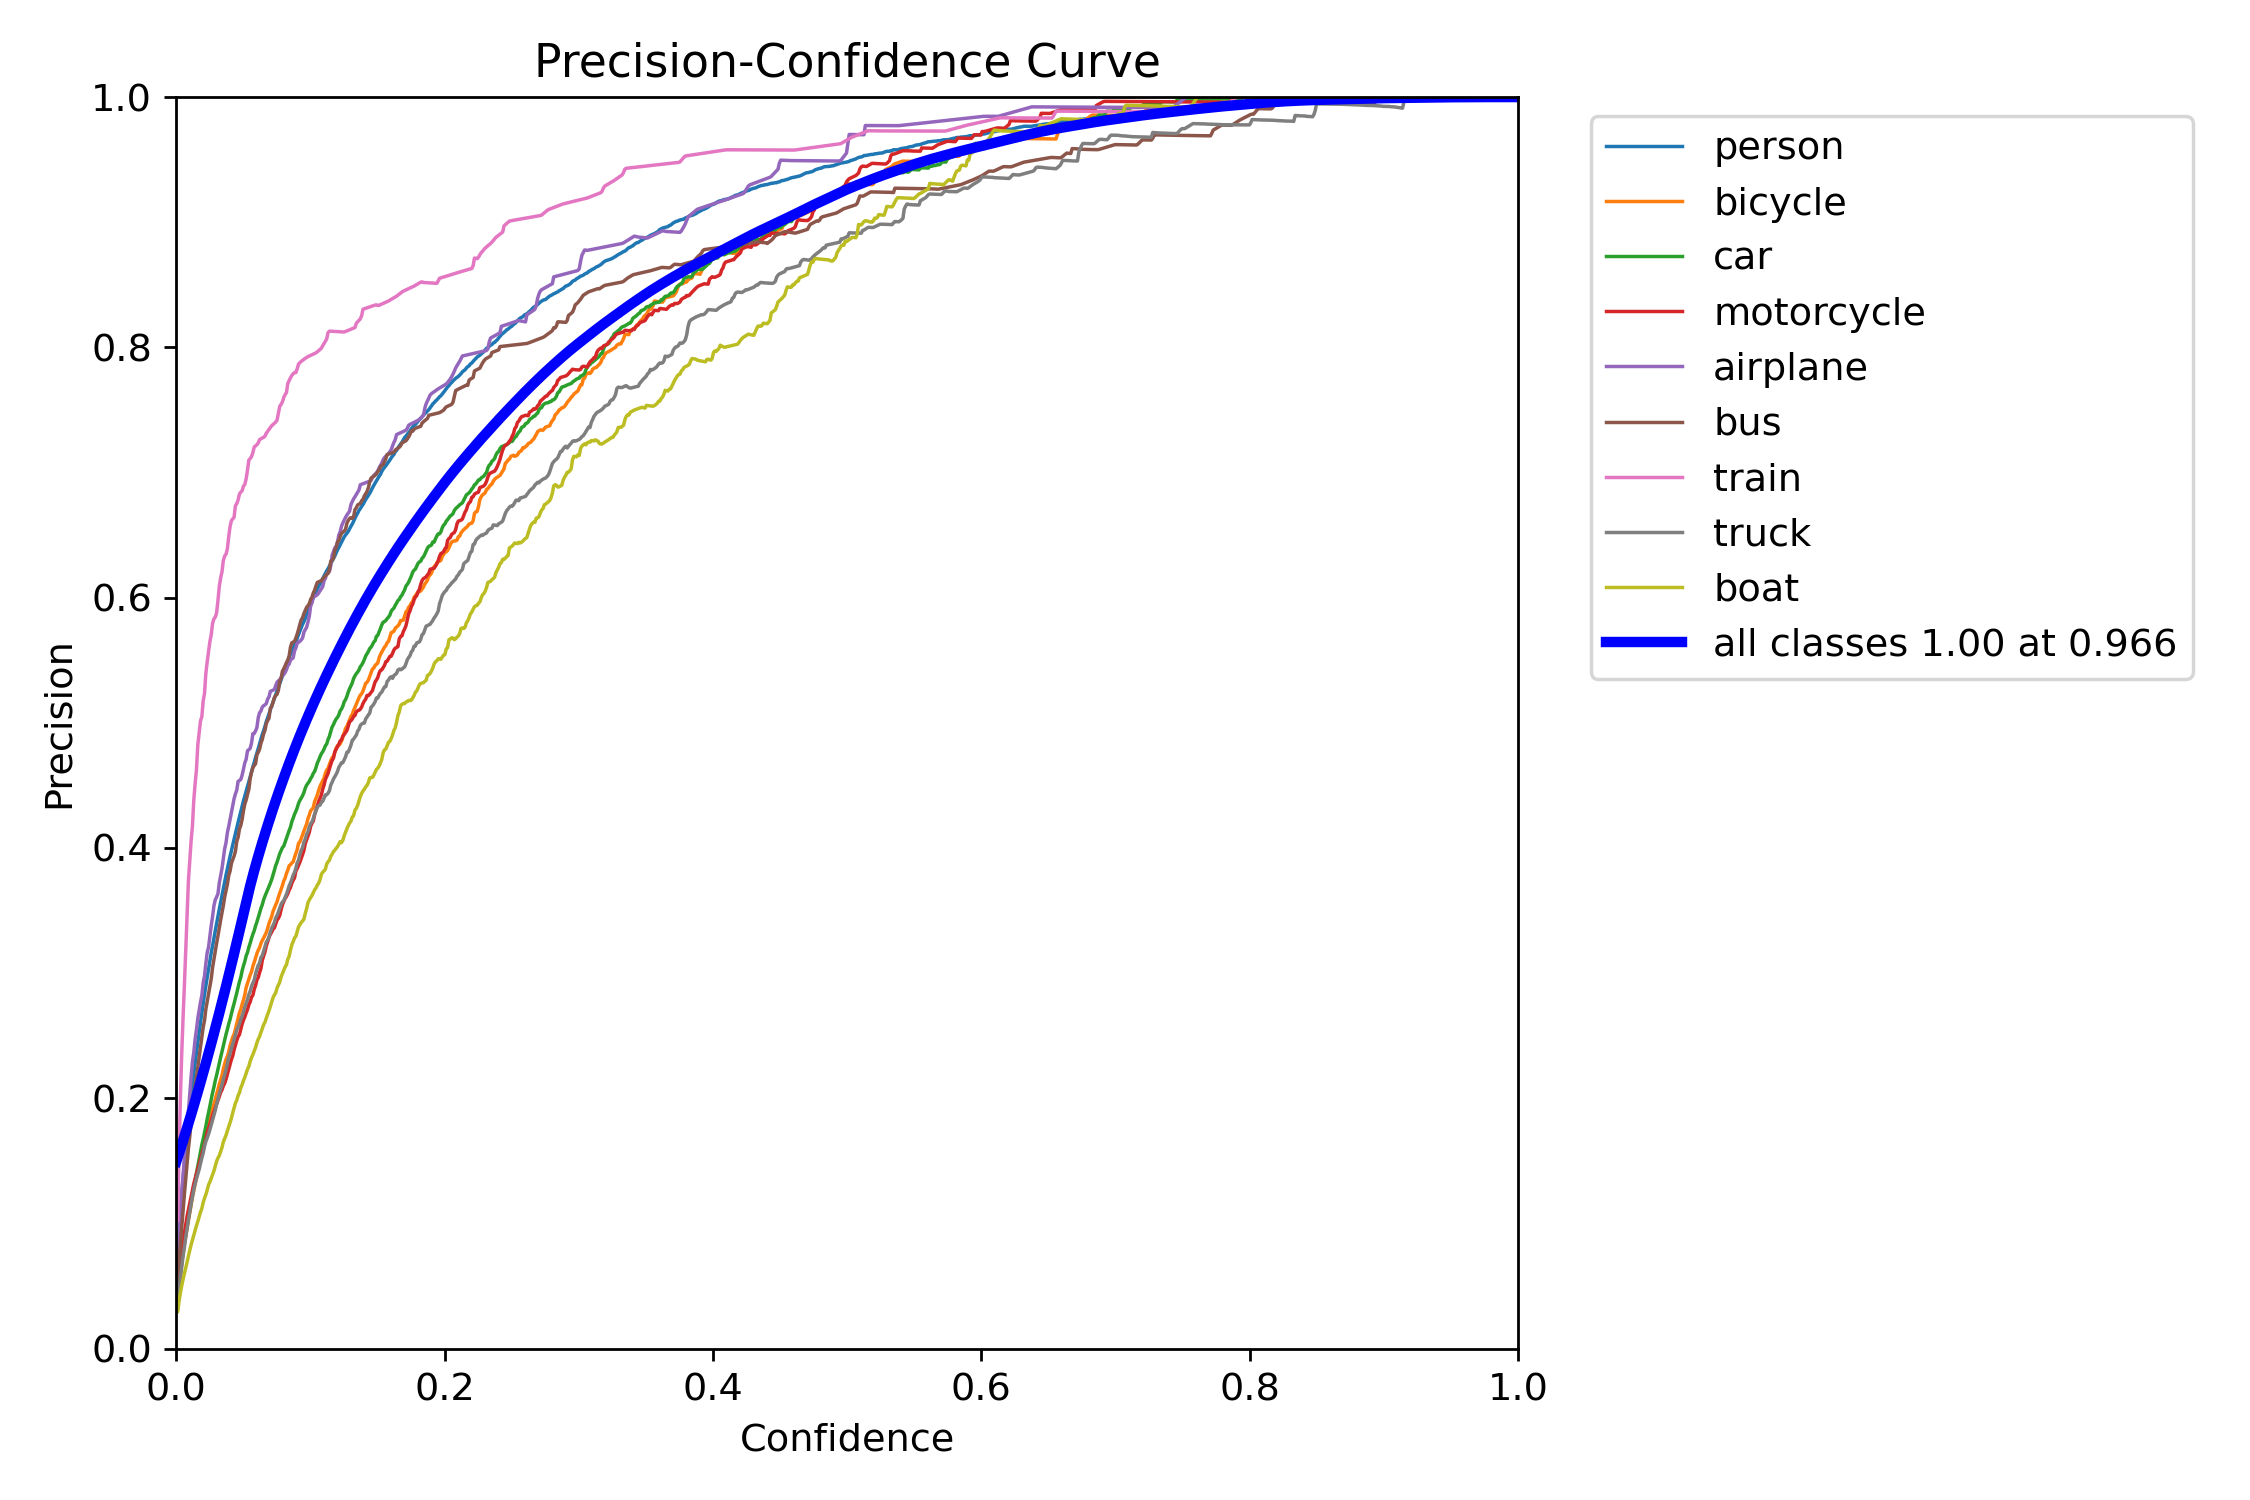 Precision-Confidence Curve
1.0
0.8
0.6
0.4
0.2
0.0
Precision
0.0 0.2 0.4 0.6 0.8 1.0
Confidence
person
bicycle
car
motorcycle
airplane
bus
train
truck
boat
all classes 1.00 at 0.966